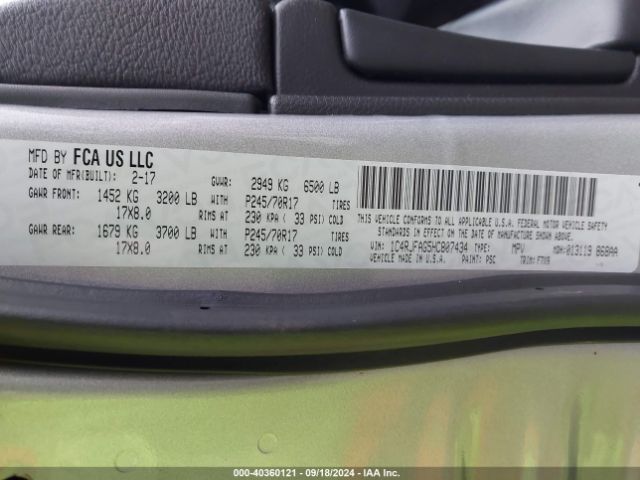 MFD BY FCA US LLC
DATE OF MFR(BUILT): 2-17 GVWR: 2949 KG 6500 LB
GAWR FRONT: 1452 KG 3200 LB WITH P245/70R17 TIRES
17X8.0 RIMS AT 230 KPA ( 33 PSI) COLD
GAWR REAR: 1679 KG 3700 LB WITH P245/70R17 TIRES
17X8.0 RIMS AT 230 KPA ( 33 PSI) COLD
THIS VEHICLE CONFORMS TO ALL APPLICABLE U.S.A. FEDERAL MOTOR VEHICLE SAFETY
STANDARDS IN EFFECT ON THE DATE OF MANUFACTURE SHOWN ABOVE
VIN: 1C4RJFAG5HC807434 TYPE: MPV MDH: 013119 888AA
MADE IN U.S.A. PAINT: PSC TRIM:
000-40360121 - 09/18/2024 - IAA Inc.